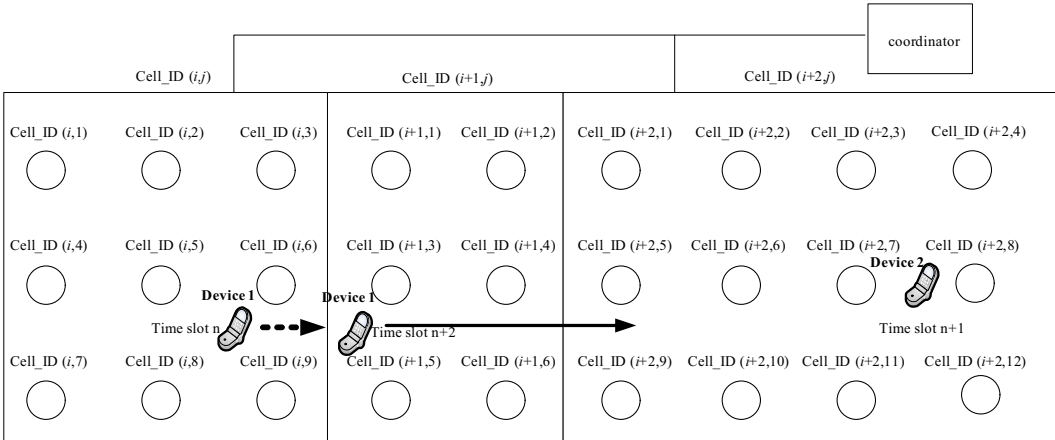 coordinator
Cell_ID (i,j)
Cell_ID (i+1,j)
Cell_ID (i+2,j)
Cell_ID (i,1)
Cell_ID (i,2)
Cell_ID (i,3)
Cell_ID (i+1,1)
Cell_ID (i+1,2)
Cell_ID (i+2,1)
Cell_ID (i+2,2)
Cell_ID (i+2,3)
Cell_ID (i+2,4)
Cell_ID (i,4)
Cell_ID (i,5)
Cell_ID (i,6)
Cell_ID (i+1,3)
Cell_ID (i+1,4)
Cell_ID (i+2,5)
Cell_ID (i+2,6)
Cell_ID (i+2,7)
Cell_ID (i+2,8)
Device 2
Device 1
Device 1
Time slot n
Time slot n+2
Time slot n+1
Cell_ID (i,7)
Cell_ID (i,8)
Cell_ID (i,9)
Cell_ID (i+1,5)
Cell_ID (i+1,6)
Cell_ID (i+2,9)
Cell_ID (i+2,10)
Cell_ID (i+2,11)
Cell_ID (i+2,12)